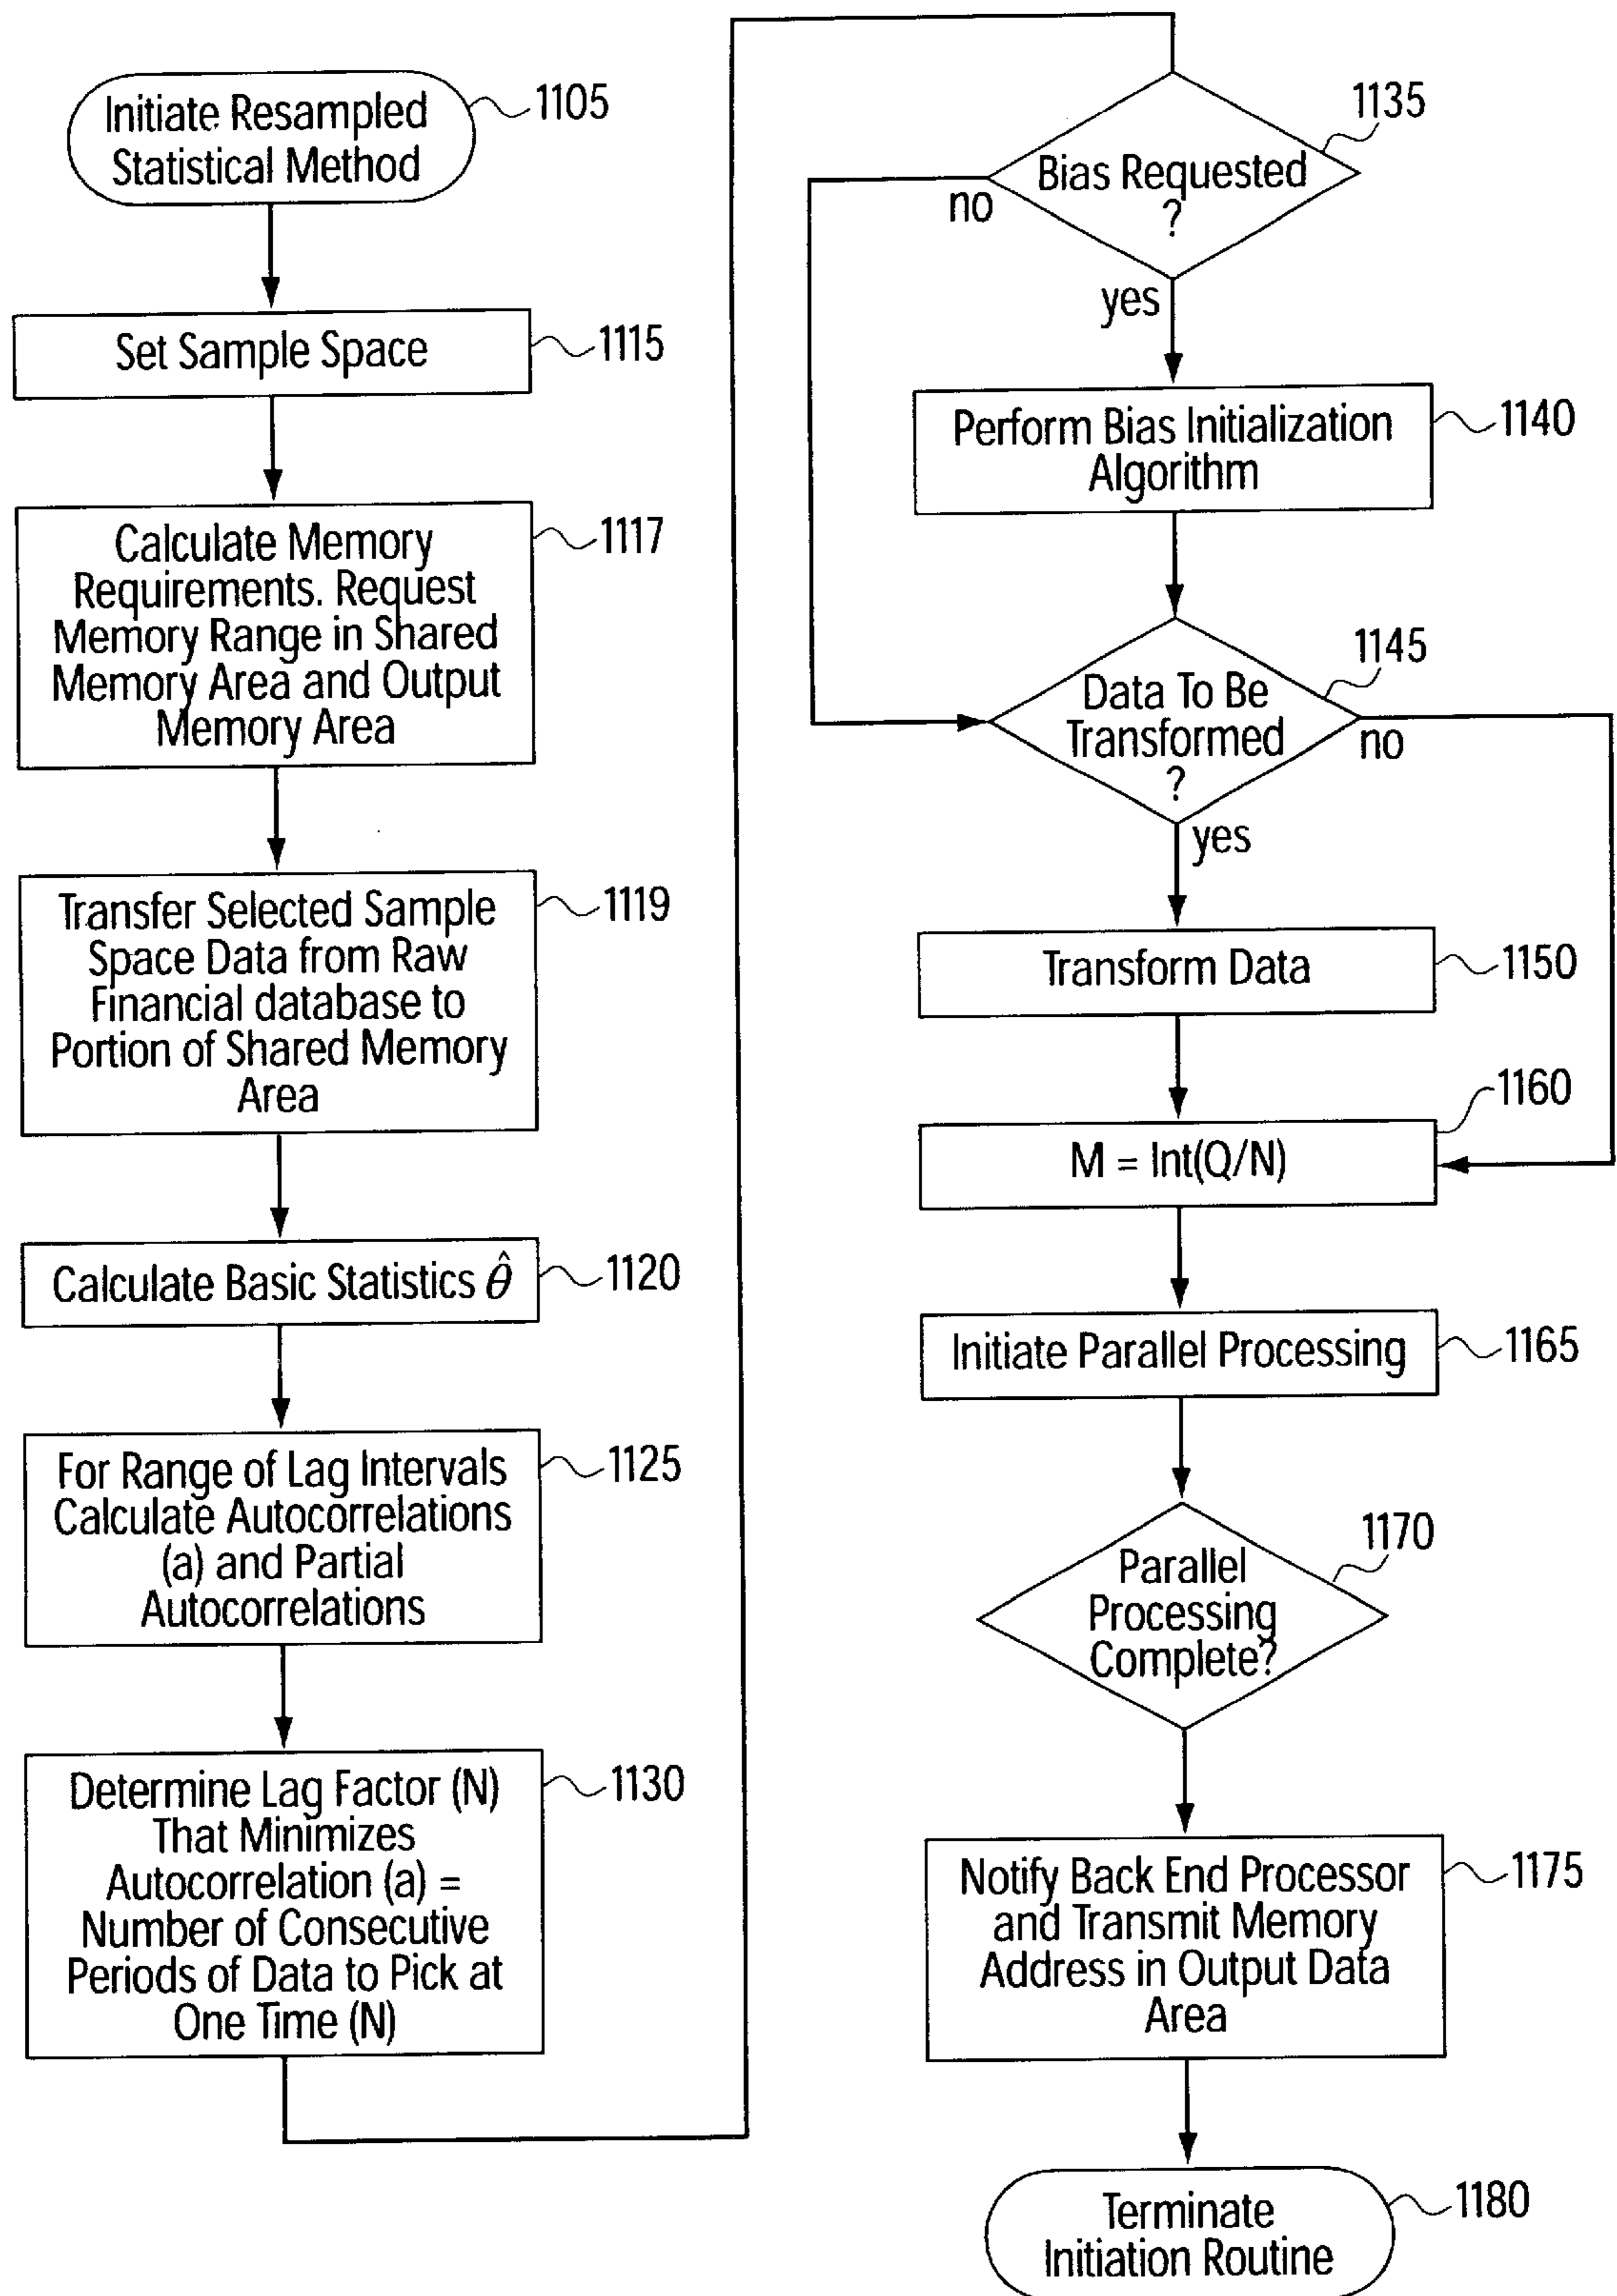 Initiate Resampled
Statistical Method
1105
Set Sample Space
1115
Calculate Memory
Requirements. Request
Memory Range in Shared
Memory Area and Output
Memory Area
1117
Transfer Selected Sample
Space Data from Raw
Financial database to
Portion of Shared Memory
Area
1119
Calculate Basic Statistics θ̂
1120
For Range of Lag Intervals
Calculate Autocorrelations
(a) and Partial
Autocorrelations
1125
Determine Lag Factor (N)
That Minimizes
Autocorrelation (a) =
Number of Consecutive
Periods of Data to Pick at
One Time (N)
1130
Bias Requested
?
1135
no
yes
Perform Bias Initialization
Algorithm
1140
Data To Be
Transformed
?
1145
no
yes
Transform Data
1150
M = Int(Q/N)
1160
Initiate Parallel Processing
1165
Parallel
Processing
Complete?
1170
Notify Back End Processor
and Transmit Memory
Address in Output Data
Area
1175
Terminate
Initiation Routine
1180